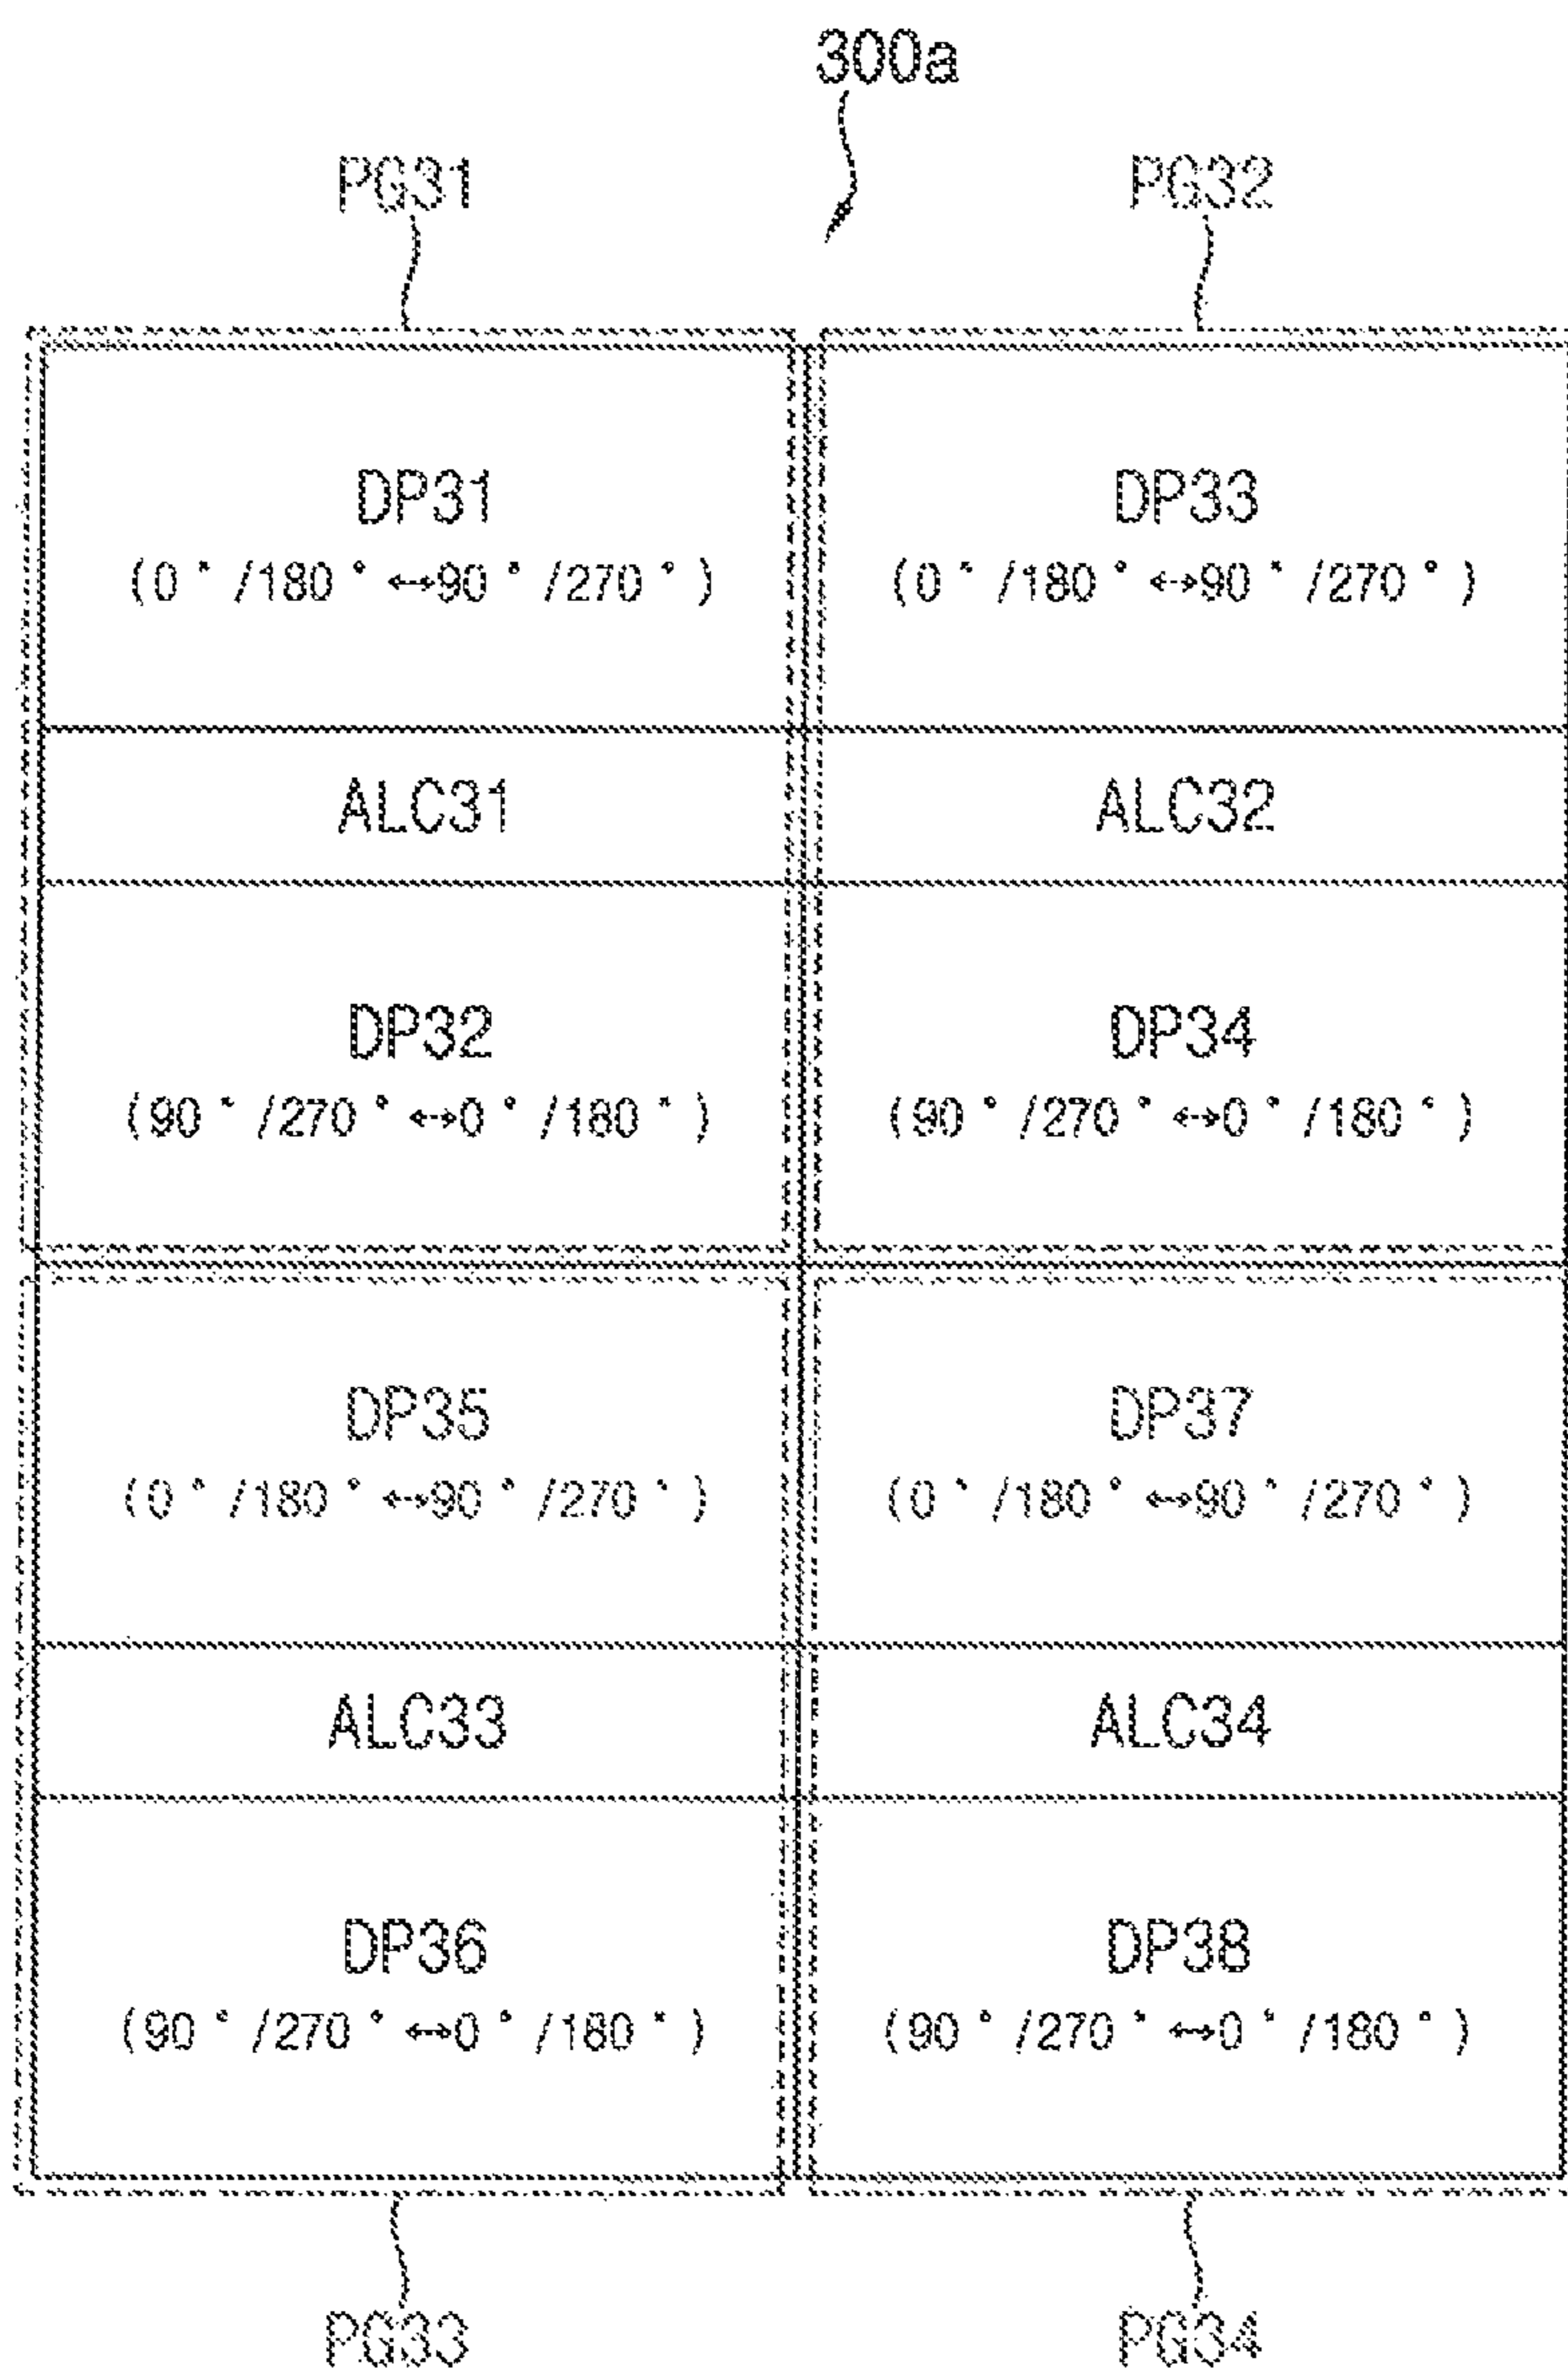 300a
PG31 PG32
DP31 DP33
(0°/180°↔90°/270°) (0°/180°↔90°/270°)
ALC31 ALC32
DP32 DP34
(90°/270°↔0°/180°) (90°/270°↔0°/180°)
DP35 DP37
(0°/180°↔90°/270°) (0°/180°↔90°/270°)
ALC33 ALC34
DP36 DP38
(90°/270°↔0°/180°) (90°/270°↔0°/180°)
PG33 PG34